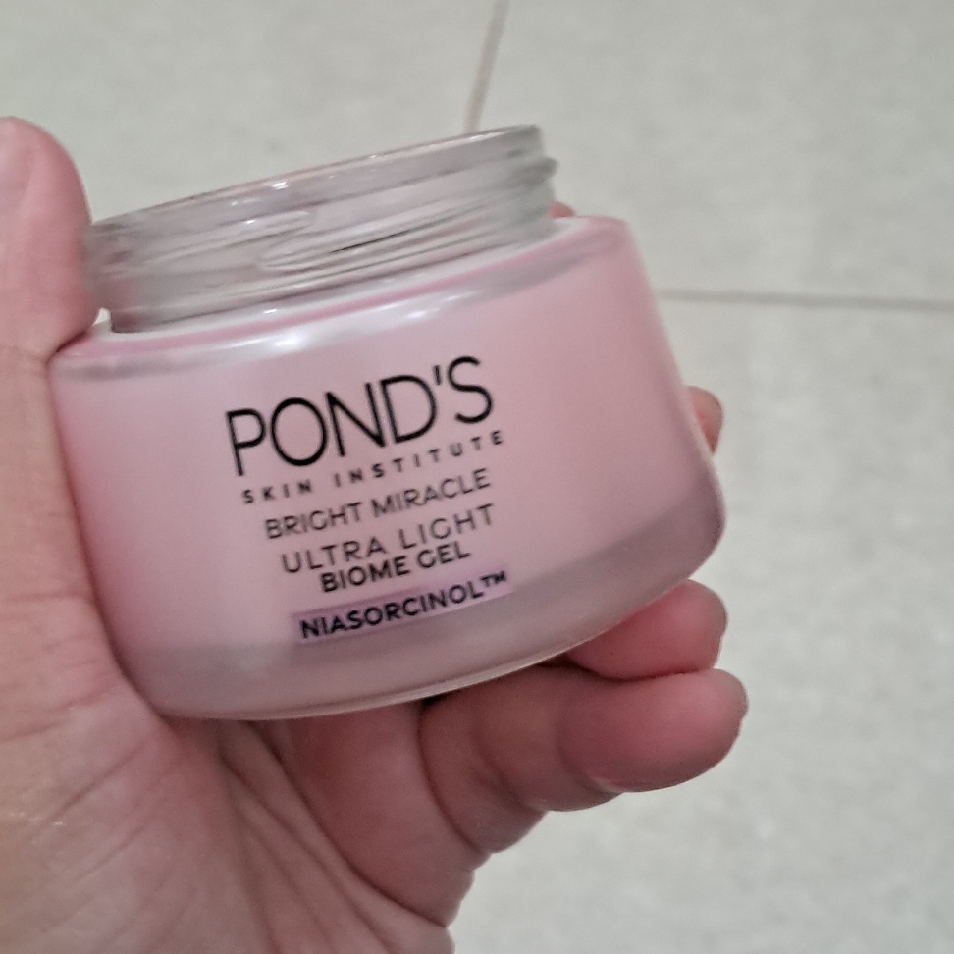 POND'S
SKIN INSTITUTE
BRIGHT MIRACLE
ULTRA LIGHT
BIOME GEL
NIASORCINOL™